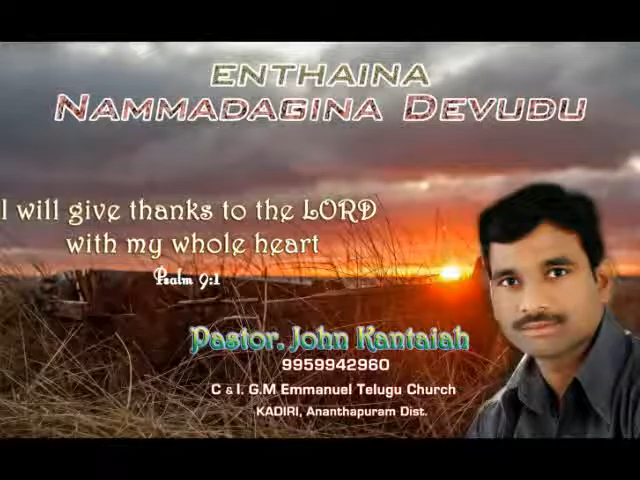 ENTHAINA
NAMMADAGINA DEVUDU
I will give thanks to the LORD
with my whole heart
Psalm 9:1
Pastor. John Kantaiah
9959942960
C & I. G.M Emmanuel Telugu Church
KADIRI, Ananthapuram Dist.